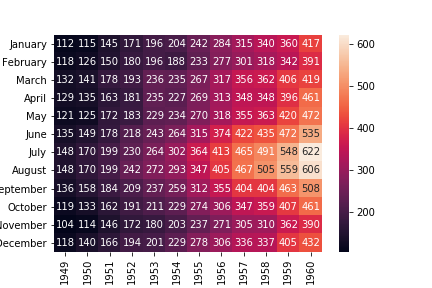 January 112 115 145 171 196 204 242 284 315 340 360 417
February 118 126 150 180 196 188 233 277 301 318 342 391
March 132 141 178 193 236 235 267 317 356 362 406 419
April 129 135 163 181 235 227 269 313 348 348 396 461
May 121 125 172 183 229 234 270 318 355 363 420 472
June 135 149 178 218 243 264 315 374 422 435 472 535
July 148 170 199 230 264 302 364 413 465 491 548 622
August 148 170 199 242 272 293 347 405 467 505 559 606
eptember 136 158 184 209 237 259 312 355 404 404 463 508
October 119 133 162 191 211 229 274 306 347 359 407 461
November 104 114 146 172 180 203 237 271 305 310 362 390
December 118 140 166 194 201 229 278 306 336 337 405 432
1949 1950 1951 1952 1953 1954 1955 1956 1957 1958 1959 1960
600
500
400
300
200